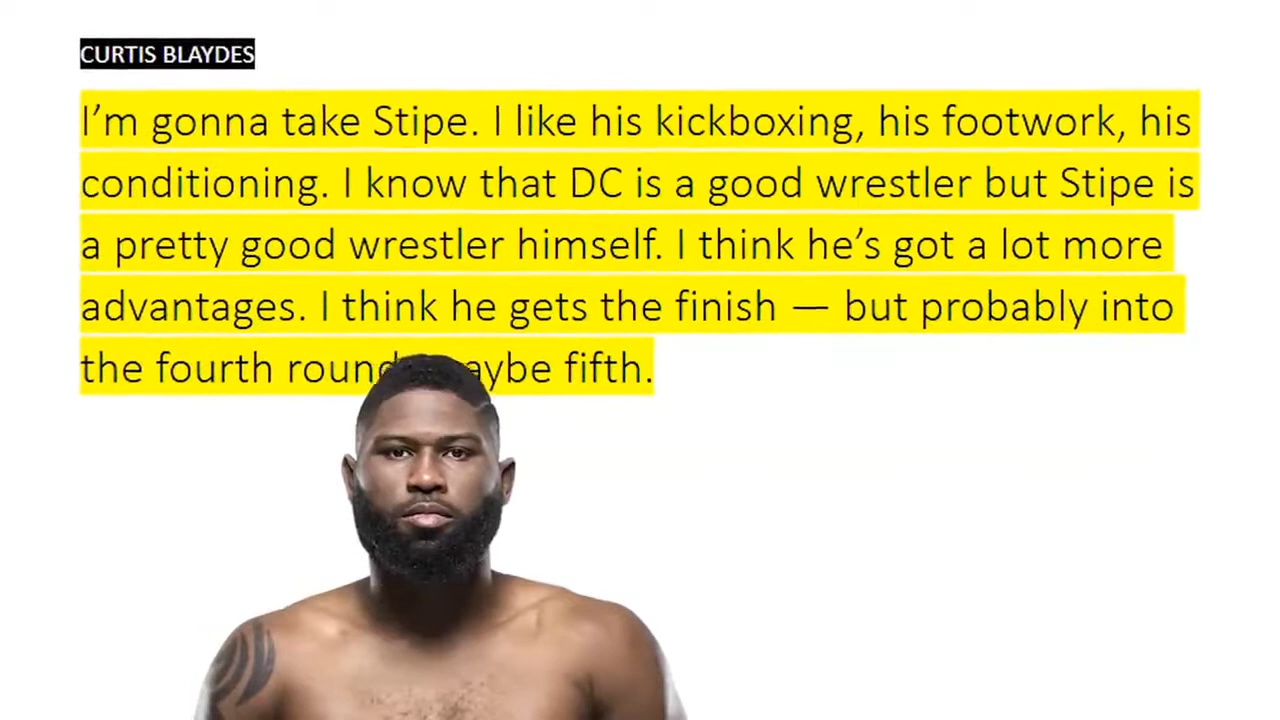 CURTIS BLAYDES
I’m gonna take Stipe. I like his kickboxing, his footwork, his
conditioning. I know that DC is a good wrestler but Stipe is
a pretty good wrestler himself. I think he’s got a lot more
advantages. I think he gets the finish — but probably into
the fourth round fifth.